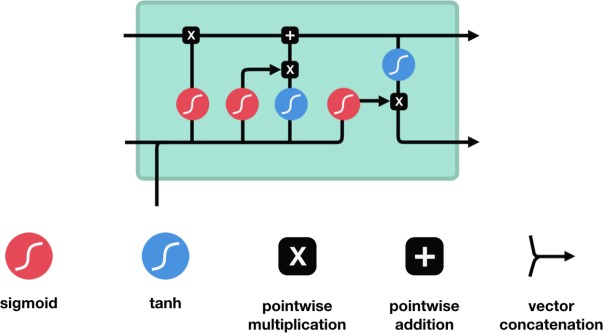 X
+
X
X
X
+
sigmoid
tanh
pointwise
multiplication
pointwise
addition
vector
concatenation